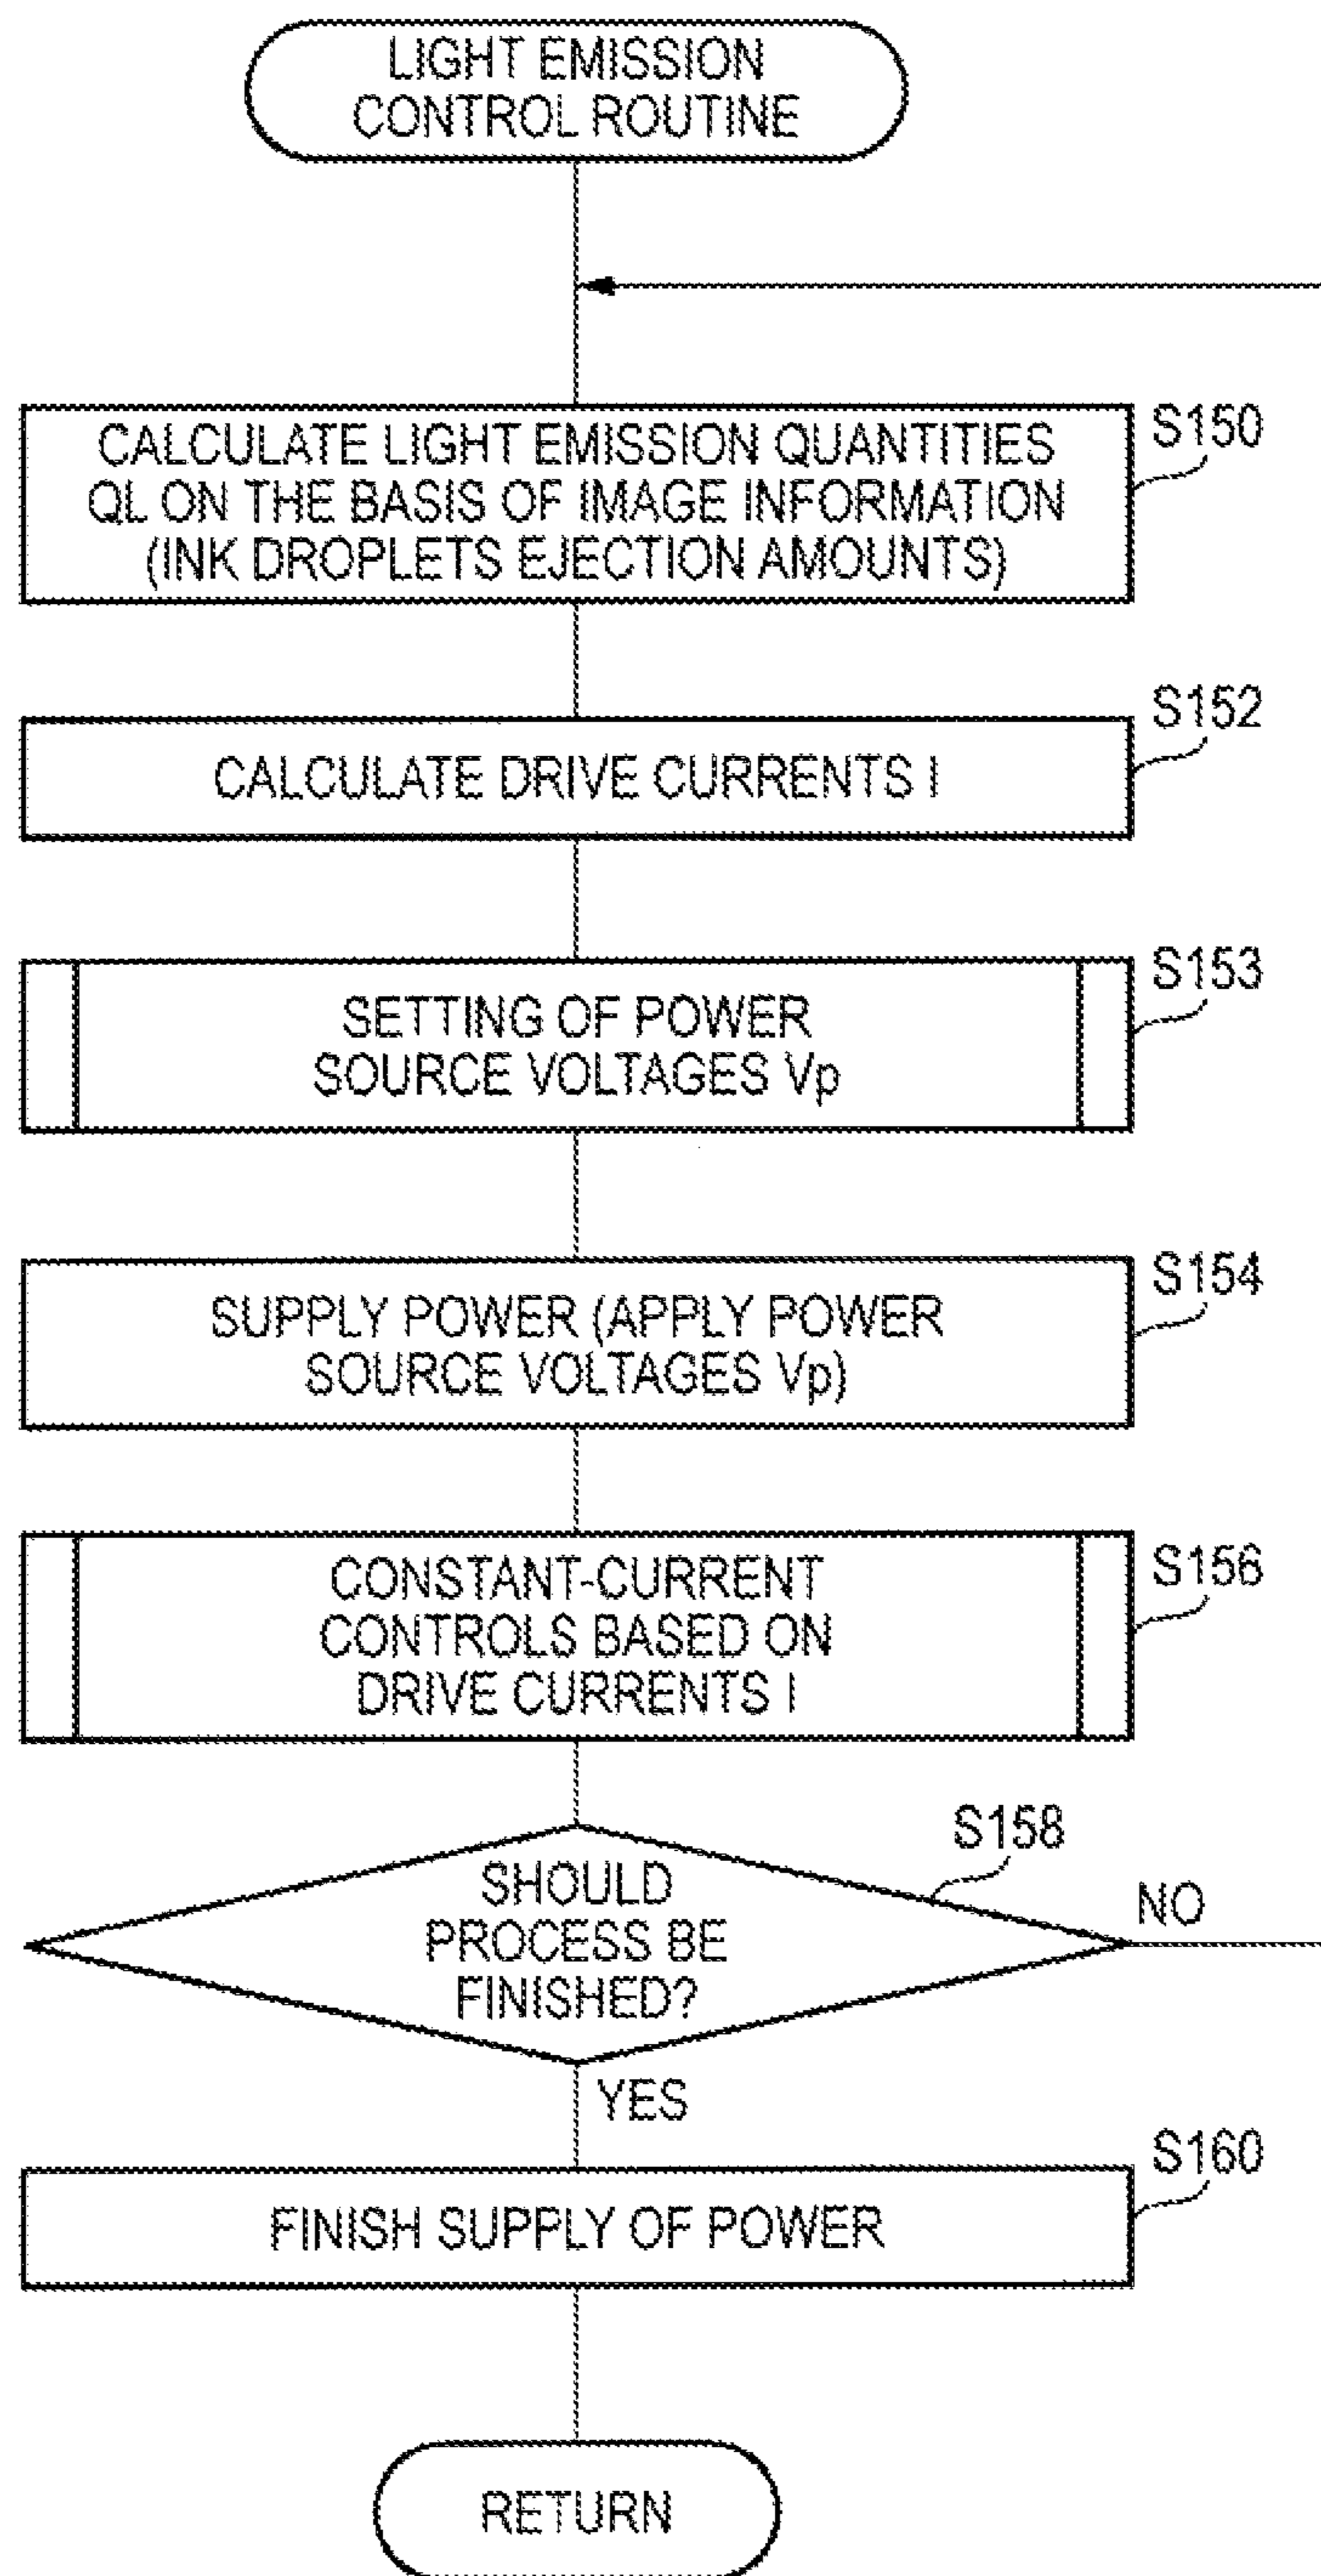 LIGHT EMISSION
CONTROL ROUTINE
S150
CALCULATE LIGHT EMISSION QUANTITIES
QL ON THE BASIS OF IMAGE INFORMATION
(INK DROPLETS EJECTION AMOUNTS)
S152
CALCULATE DRIVE CURRENTS I
S153
SETTING OF POWER
SOURCE VOLTAGES Vp
S154
SUPPLY POWER (APPLY POWER
SOURCE VOLTAGES Vp)
S156
CONSTANT-CURRENT
CONTROLS BASED ON
DRIVE CURRENTS I
S158
SHOULD
PROCESS BE
FINISHED?
NO
YES
S160
FINISH SUPPLY OF POWER
RETURN